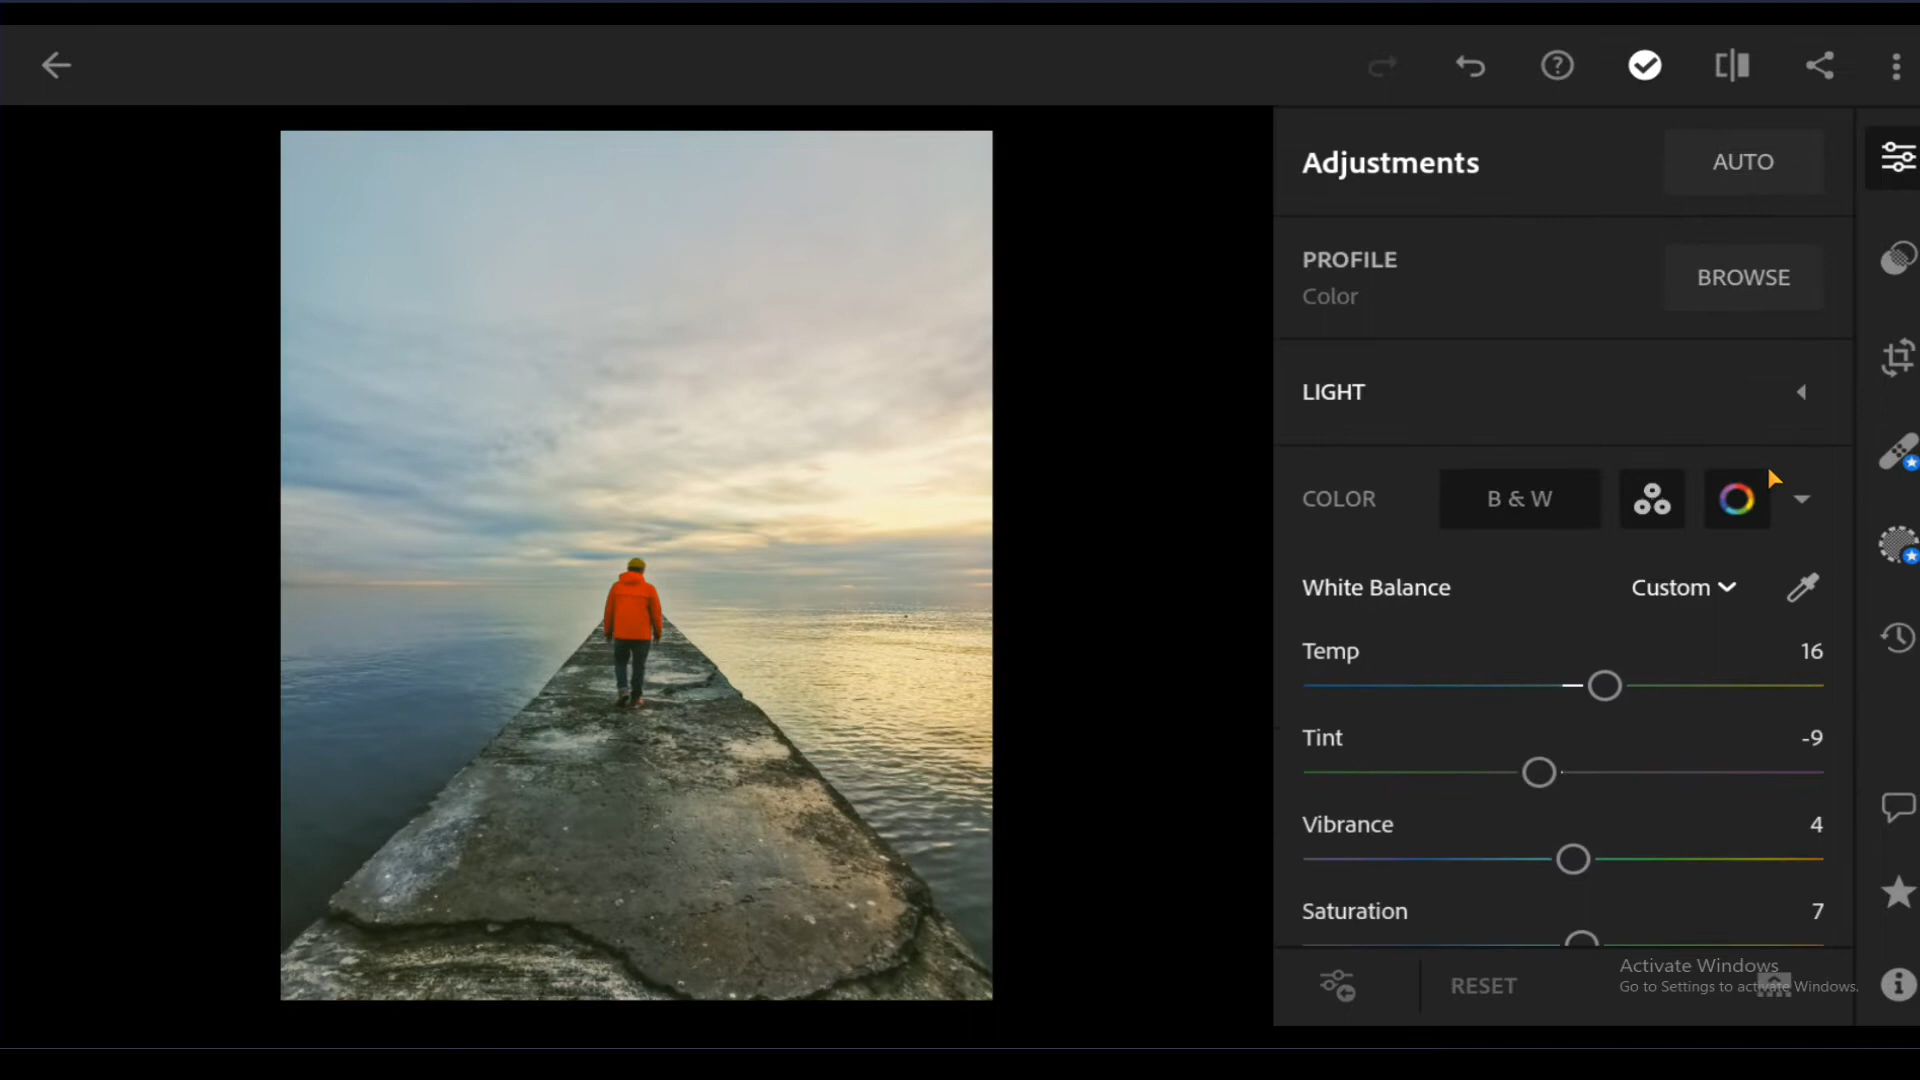 Adjustments
AUTO
PROFILE
Color
BROWSE
LIGHT
COLOR
B & W
White Balance
Custom
Temp
16
Tint
-9
Vibrance
4
Saturation
7
RESET
Activate Windows
Go to Settings to activate Windows.